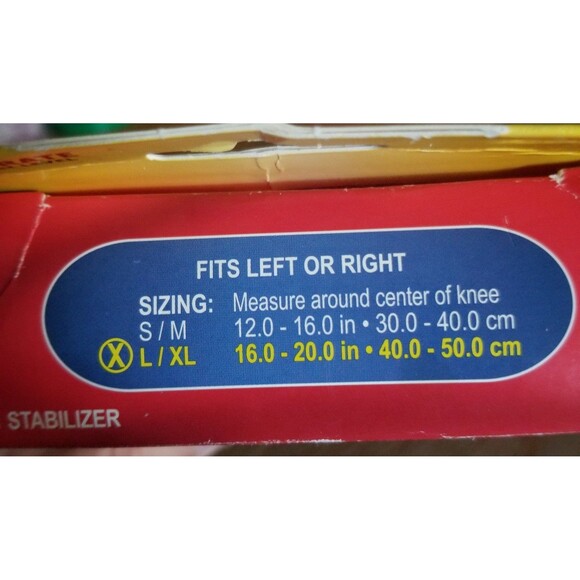 FITS LEFT OR RIGHT
SIZING: Measure around center of knee
S / M 12.0 - 16.0 in • 30.0 - 40.0 cm
X L / XL 16.0 - 20.0 in • 40.0 - 50.0 cm
STABILIZER